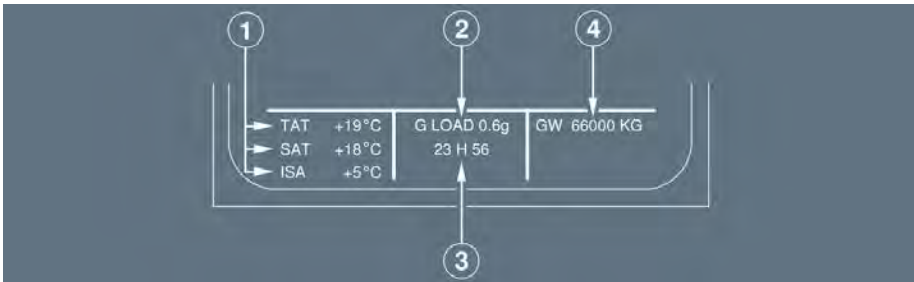 1
2
4
TAT +19°C
SAT +18°C
ISA +5°C
G LOAD 0.6g
23 H 56
GW 66000 KG
3